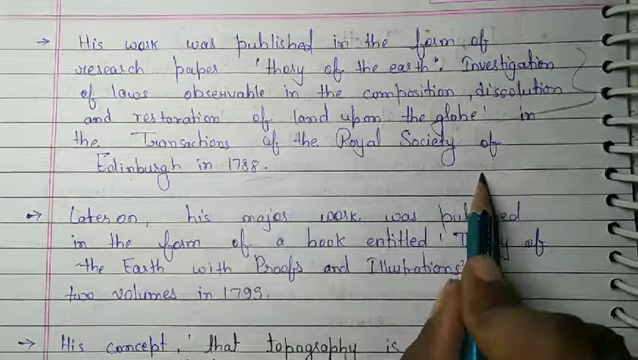 → His work was published in the form of
research paper 'thory of the earth': Investigation
of laws observable in the composition, dissolution
and restoration of land upon the globe' in
the Transactions of the Royal Society of
Edinburgh in 1788.
→ Later on, his major work was
in the form of a book entitled ' of
the Earth with Proofs and Illustrations
two volumes in 1795.
→ His concept, 'that topography is